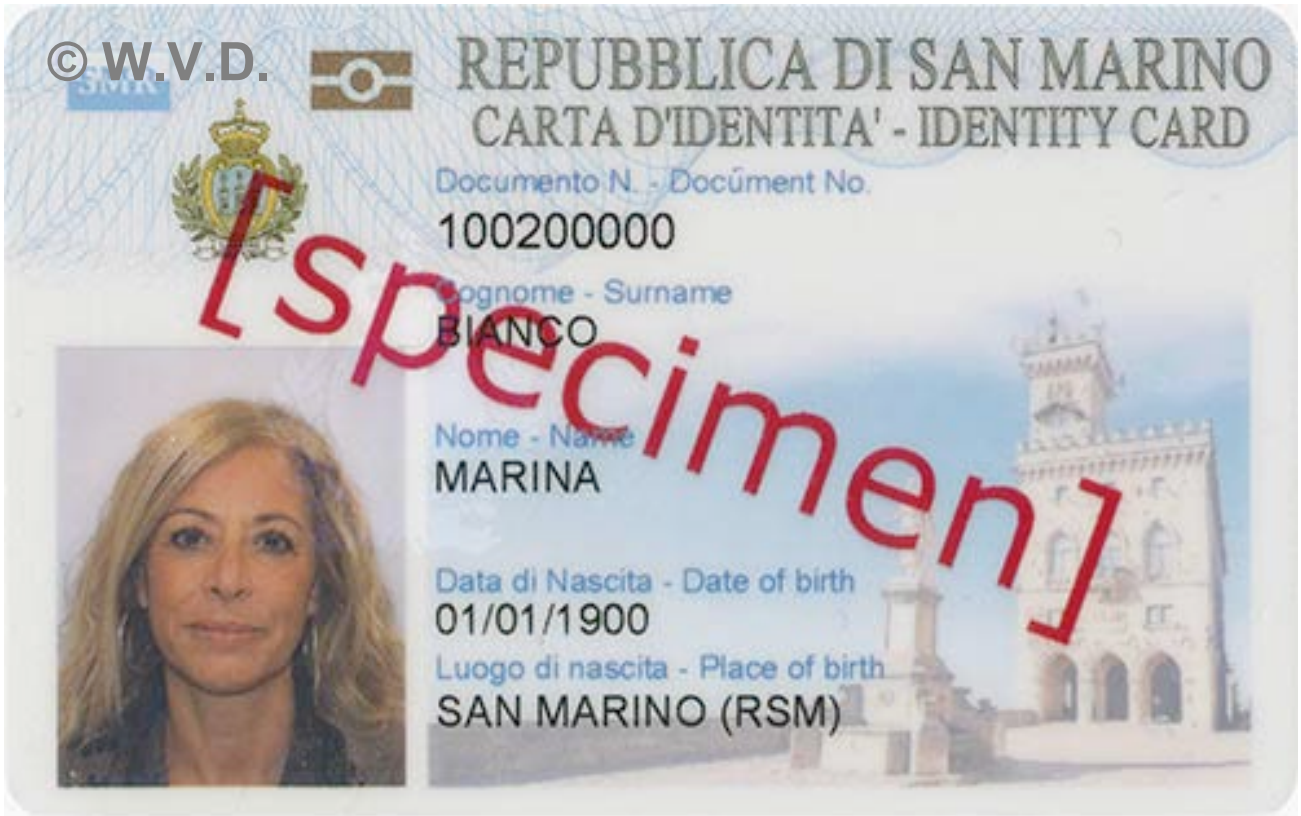 © W.V.D.
SMR
REPUBBLICA DI SAN MARINO
CARTA D'IDENTITA' - IDENTITY CARD
Documento N. - Document No.
100200000
Cognome - Surname
BIANCO
Nome - Name
MARINA
Data di Nascita - Date of birth
01/01/1900
Luogo di nascita - Place of birth
SAN MARINO (RSM)
[specimen]